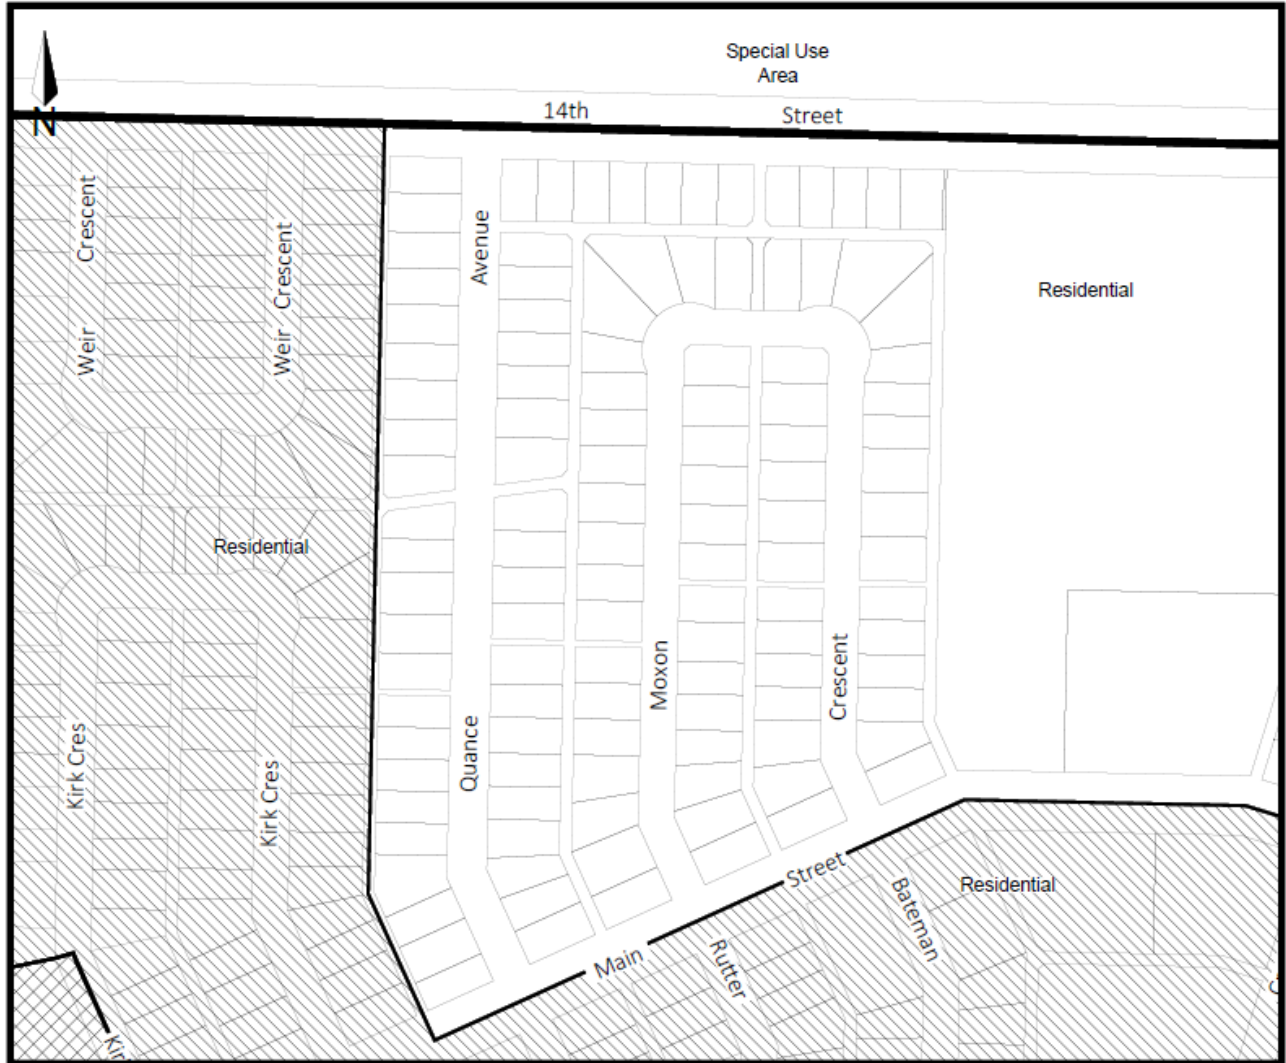 Special Use
Area
N
14th Street
Weir Crescent
Weir Crescent
Avenue
Residential
Residential
Moxon
Crescent
Quance
Kirk Cres
Kirk Cres
Street
Bateman
Residential
Main
Rutter
Kir